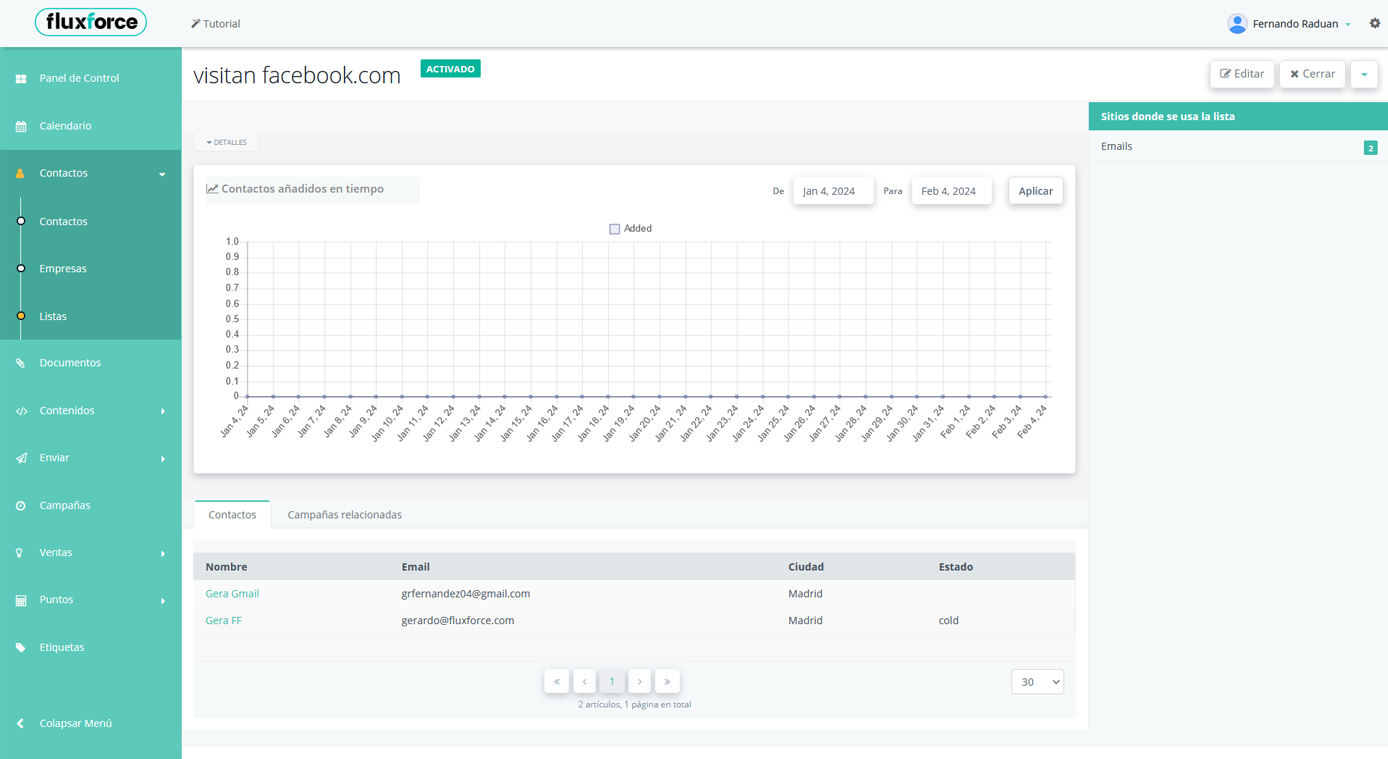 fluxforce
Tutorial
Fernando Raduan
Panel de Control
Calendario
Contactos
Contactos
Empresas
Listas
Documentos
Contenidos
Enviar
Campañas
Ventas
Puntos
Etiquetas
Colapsar Menú
visitan facebook.com
ACTIVADO
Editar
Cerrar
DETALLES
Contactos añadidos en tiempo
De
Jan 4, 2024
Para
Feb 4, 2024
Aplicar
Added
1.0
0.9
0.8
0.7
0.6
0.5
0.4
0.3
0.2
0.1
0
Jan 4, 24
Jan 5, 24
Jan 6, 24
Jan 7, 24
Jan 8, 24
Jan 9, 24
Jan 10, 24
Jan 11, 24
Jan 12, 24
Jan 13, 24
Jan 14, 24
Jan 15, 24
Jan 16, 24
Jan 17, 24
Jan 18, 24
Jan 19, 24
Jan 20, 24
Jan 21, 24
Jan 22, 24
Jan 23, 24
Jan 24, 24
Jan 25, 24
Jan 26, 24
Jan 27, 24
Jan 28, 24
Jan 29, 24
Jan 30, 24
Jan 31, 24
Feb 1, 24
Feb 2, 24
Feb 3, 24
Feb 4, 24
Contactos Campañas relacionadas
Nombre Email Ciudad Estado
Gera Gmail grfernandez04@gmail.com Madrid
Gera FF gerardo@fluxforce.com Madrid cold
« ‹ 1 › »
30
2 artículos, 1 página en total
Sitios donde se usa la lista
Emails 2